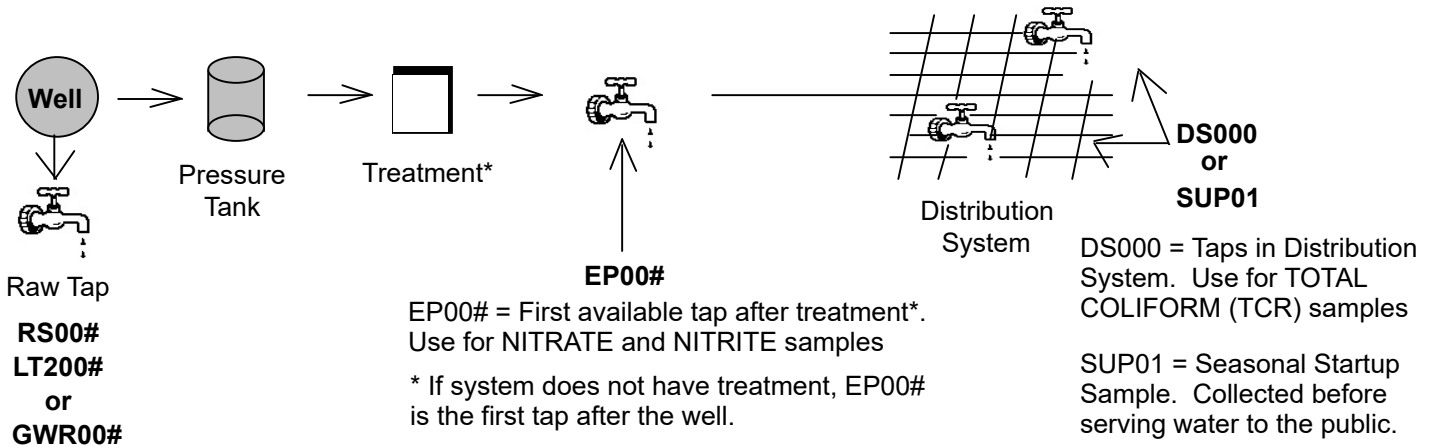 Well
Pressure
Tank
Treatment*
Distribution
System
DS000
or
SUP01
Raw Tap
RS00#
LT200#
or
GWR00#
EP00#
EP00# = First available tap after treatment*.
Use for NITRATE and NITRITE samples
* If system does not have treatment, EP00#
is the first tap after the well.
DS000 = Taps in Distribution
System. Use for TOTAL
COLIFORM (TCR) samples
SUP01 = Seasonal Startup
Sample. Collected before
serving water to the public.